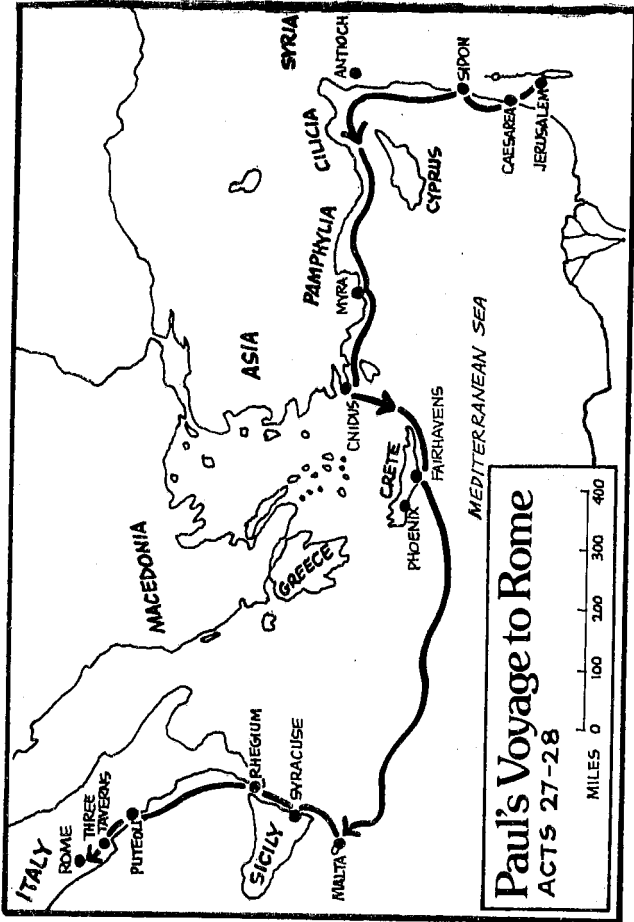 ITALY
ROME
THREE
TAVERNS
PUTEOLI
RHEGIUM
SYRACUSE
SICILY
MALTA
MACEDONIA
GREECE
ASIA
CNIDUS
CRETE
PHOENIX
FAIRHAVENS
PAMPHYLIA
MYRA
CILICIA
CYPRUS
SYRIA
ANTIOCH
SIDON
CAESAREA
JERUSALEM
MEDITERRANEAN SEA
Paul's Voyage to Rome
ACTS 27-28
MILES 0 100 200 300 400